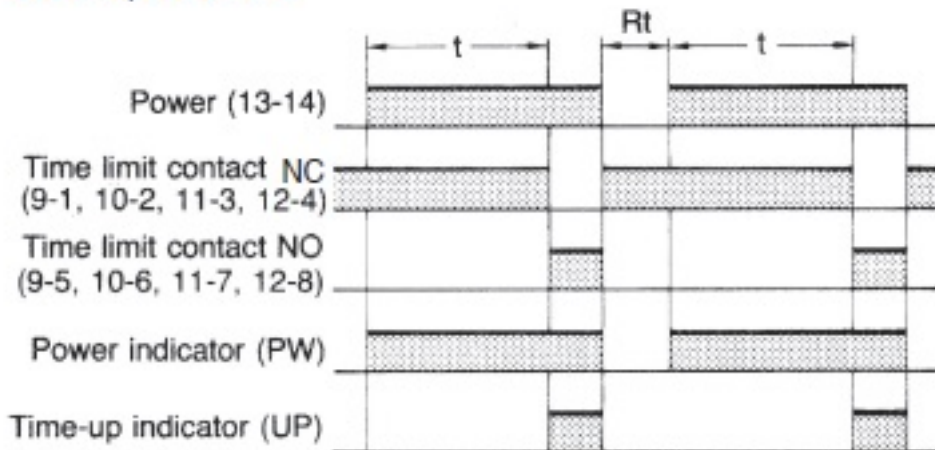 Rt
t t
Power (13-14)
Time limit contact NC
(9-1, 10-2, 11-3, 12-4)
Time limit contact NO
(9-5, 10-6, 11-7, 12-8)
Power indicator (PW)
Time-up indicator (UP)